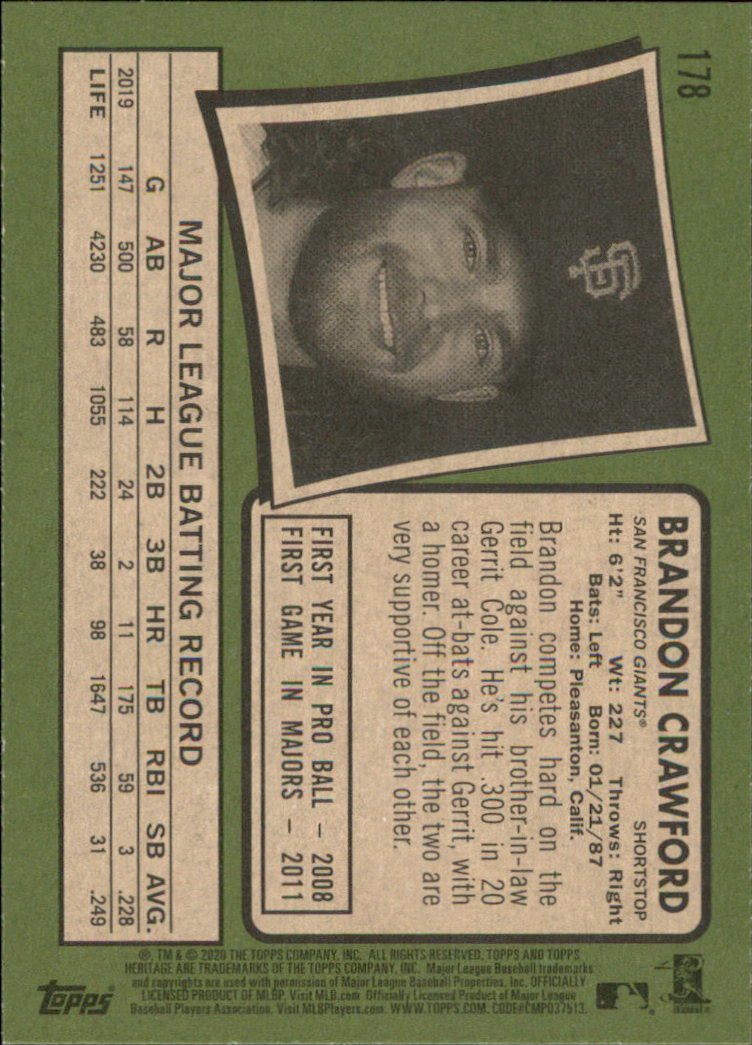 178
BRANDON CRAWFORD
SAN FRANCISCO GIANTS® SHORTSTOP
Ht: 6'2" Wt: 227 Throws: Right
Bats: Left Born: 01/21/87
Home: Pleasanton, Calif.
Brandon competes hard on the
field against his brother-in-law
Gerrit Cole. He's hit .300 in 20
career at-bats against Gerrit, with
a homer. Off the field, the two are
very supportive of each other.
FIRST YEAR IN PRO BALL – 2008
FIRST GAME IN MAJORS – 2011
SF
MAJOR LEAGUE BATTING RECORD
G AB R H 2B 3B HR TB RBI SB AVG.
2019 147 500 58 114 24 2 11 175 59 3 .228
LIFE 1251 4230 483 1055 222 38 98 1647 536 31 .249
®, TM & © 2020 THE TOPPS COMPANY, INC. ALL RIGHTS RESERVED. TOPPS AND TOPPS
HERITAGE ARE TRADEMARKS OF THE TOPPS COMPANY, INC. Major League Baseball trademarks
and copyrights are used with permission of Major League Baseball Properties, Inc. OFFICIALLY
LICENSED PRODUCT OF MLBP. Visit MLB.com Officially Licensed Product of Major League
Baseball Players Association. Visit MLBPlayers.com. WWW.TOPPS.COM. CODE#CMP037513.
Topps